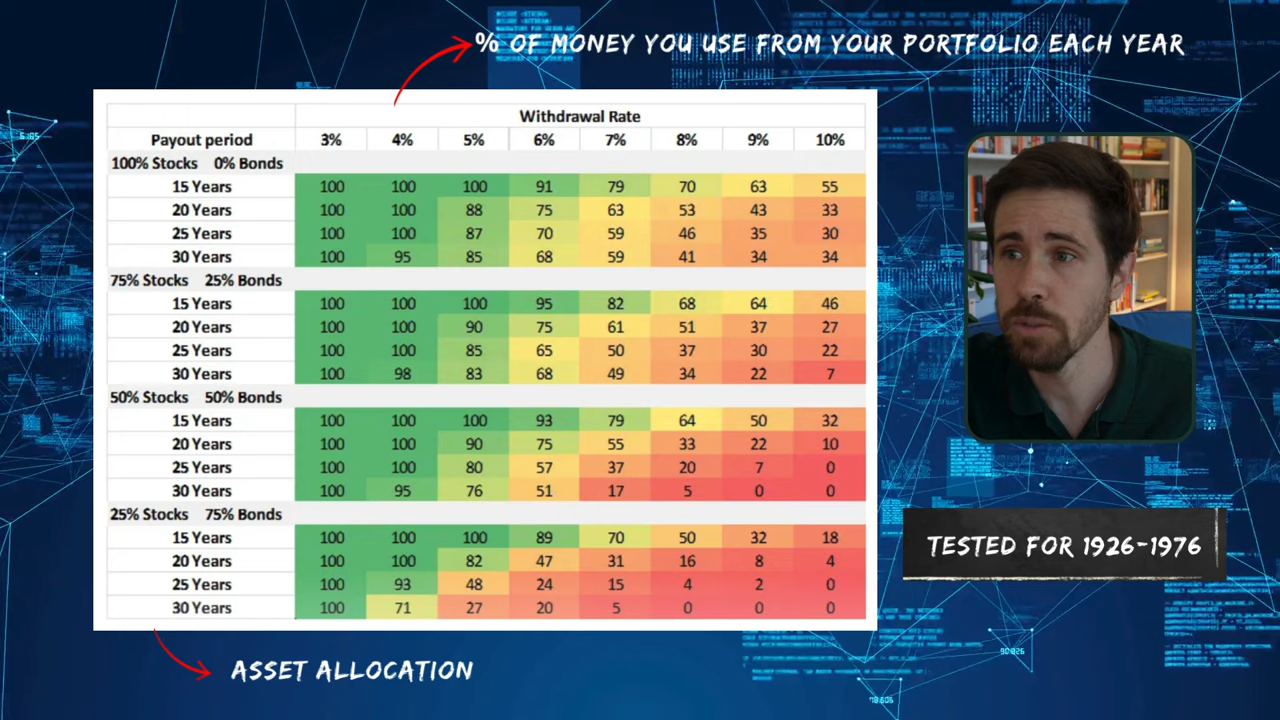 % OF MONEY YOU USE FROM YOUR PORTFOLIO EACH YEAR
Withdrawal Rate
Payout period 3% 4% 5% 6% 7% 8% 9% 10%
100% Stocks 0% Bonds
15 Years 100 100 100 91 79 70 63 55
20 Years 100 100 88 75 63 53 43 33
25 Years 100 100 87 70 59 46 35 30
30 Years 100 95 85 68 59 41 34 34
75% Stocks 25% Bonds
15 Years 100 100 100 95 82 68 64 46
20 Years 100 100 90 75 61 51 37 27
25 Years 100 100 85 65 50 37 30 22
30 Years 100 98 83 68 49 34 22 7
50% Stocks 50% Bonds
15 Years 100 100 100 93 79 64 50 32
20 Years 100 100 90 75 55 33 22 10
25 Years 100 100 80 57 37 20 7 0
30 Years 100 95 76 51 17 5 0 0
25% Stocks 75% Bonds
15 Years 100 100 100 89 70 50 32 18
20 Years 100 100 82 47 31 16 8 4
25 Years 100 93 48 24 15 4 2 0
30 Years 100 71 27 20 5 0 0 0
TESTED FOR 1926-1976
ASSET ALLOCATION